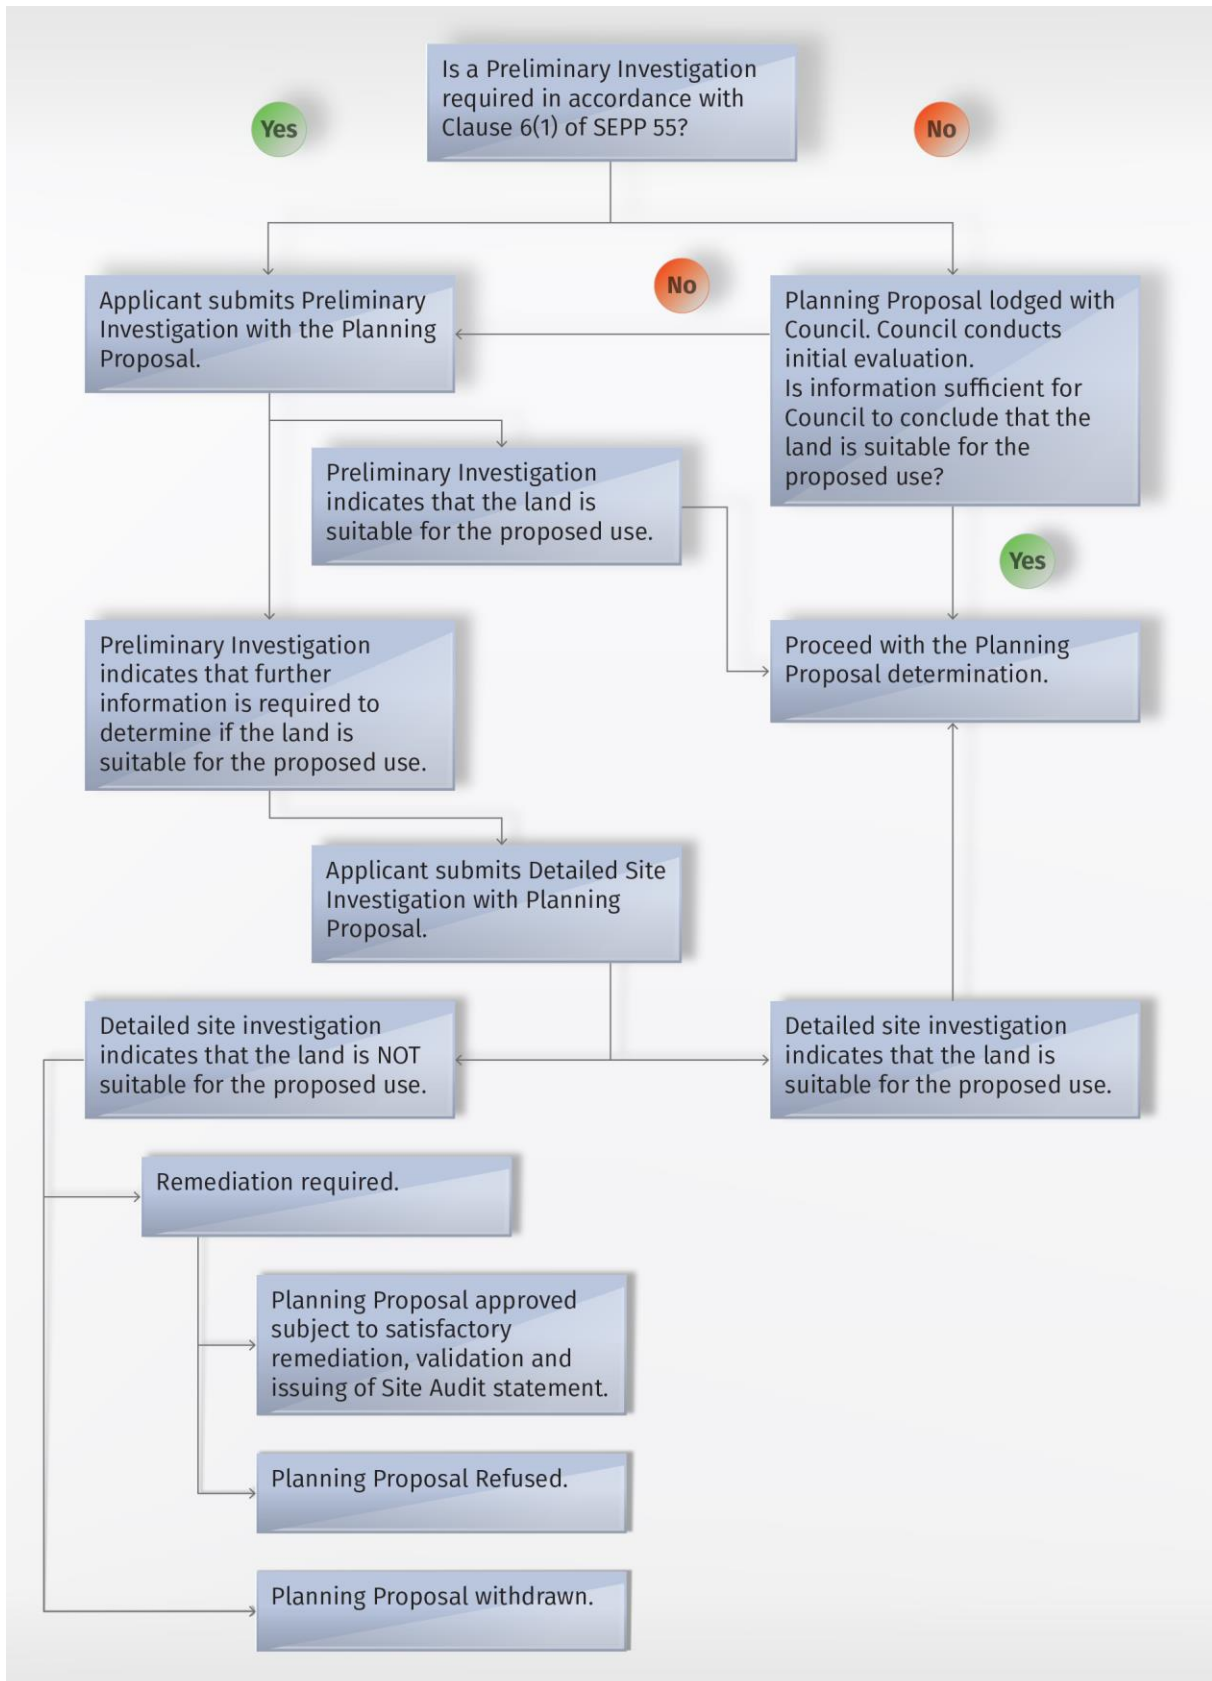 Is a Preliminary Investigation
required in accordance with
Clause 6(1) of SEPP 55?
Yes
No
Applicant submits Preliminary
Investigation with the Planning
Proposal.
No
Planning Proposal lodged with
Council. Council conducts
initial evaluation.
Is information sufficient for
Council to conclude that the
land is suitable for the
proposed use?
Preliminary Investigation
indicates that the land is
suitable for the proposed use.
Yes
Preliminary Investigation
indicates that further
information is required to
determine if the land is
suitable for the proposed use.
Proceed with the Planning
Proposal determination.
Applicant submits Detailed Site
Investigation with Planning
Proposal.
Detailed site investigation
indicates that the land is NOT
suitable for the proposed use.
Detailed site investigation
indicates that the land is
suitable for the proposed use.
Remediation required.
Planning Proposal approved
subject to satisfactory
remediation, validation and
issuing of Site Audit statement.
Planning Proposal Refused.
Planning Proposal withdrawn.